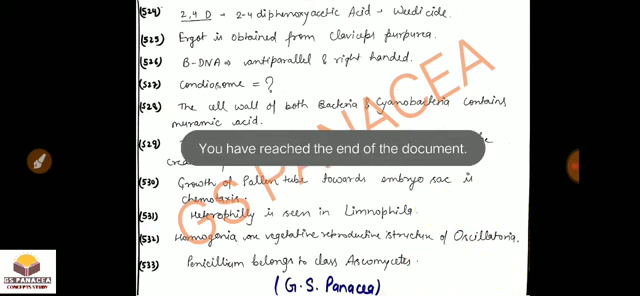 (524) 2,4 D → 2-4 diphenoxyacetic Acid → Weedicide.
(525) Ergot is obtained from Claviceps purpurea.
(526) B-DNA ⇒ antiparallel & right handed.
(527) Condiosome = ?
(528) The cell wall of both Bacteria & Cyanobacteria contains
muramic acid.
(529)
You have reached the end of the document.
(530) Growth of Pollen tube towards embryo sac is
chemotaxis.
(531) Heterophilly is seen in Limnophila.
(532) Hormogonia are vegetative reproductive structure of Oscillatoria.
(533) Penicillium belongs to class Ascomycetes.
(G.S. Panacea)
GS PANACEA
GS PANACEA
CONCEPTS STUDY